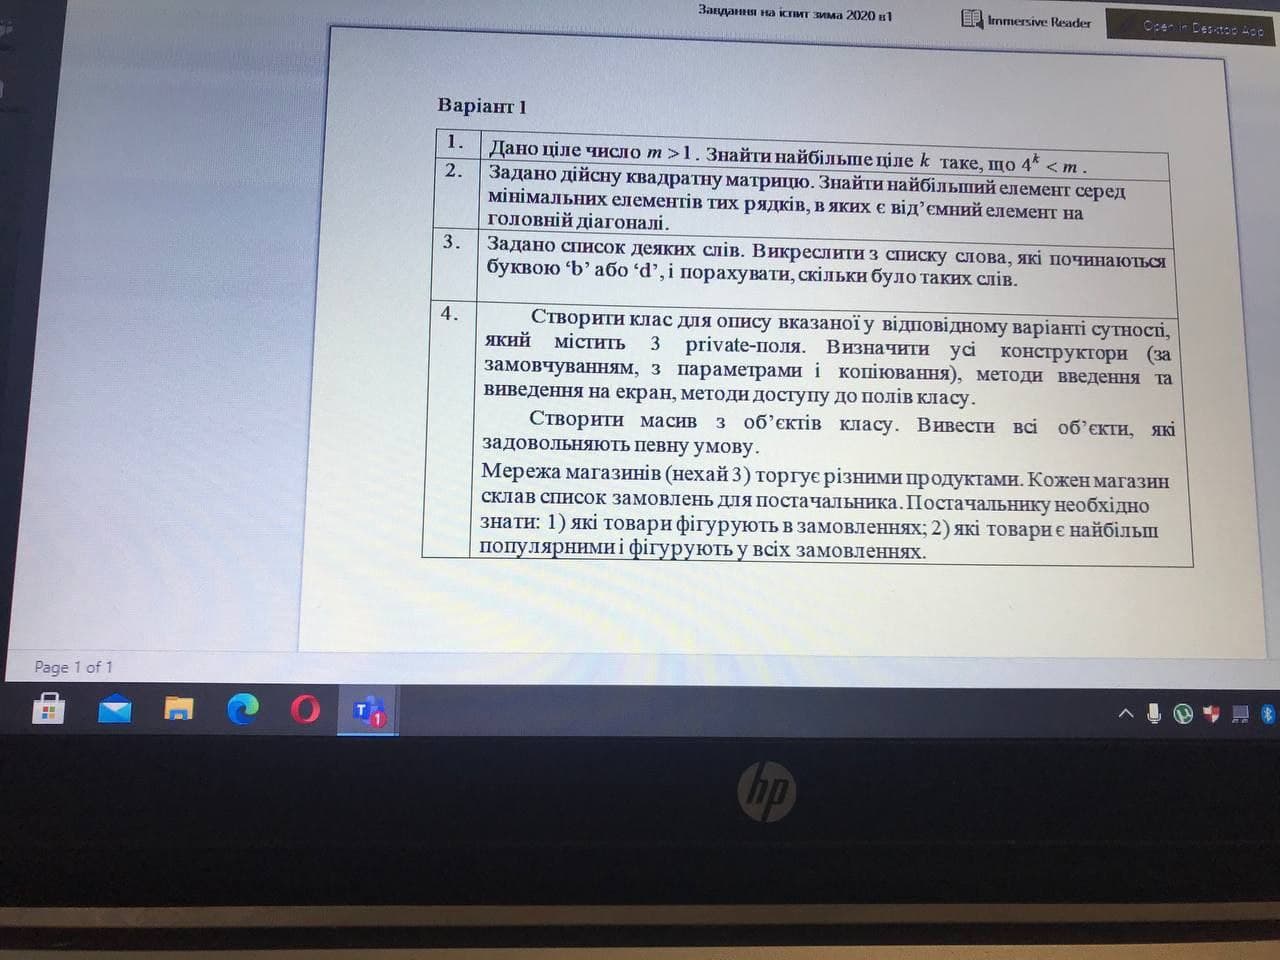 Завдання на іспит зима 2020 в1
Immersive Reader
Open in Desktop App
Варіант 1
1. Дано ціле число m >1. Знайти найбільше ціле k таке, що 4^k < m.
2. Задано дійсну квадратну матрицю. Знайти найбільший елемент серед
мінімальних елементів тих рядків, в яких є від’ємний елемент на
головній діагоналі.
3. Задано список деяких слів. Викреслити з списку слова, які починаються
буквою ‘b’ або ‘d’, і порахувати, скільки було таких слів.
4. Створити клас для опису вказаної у відповідному варіанті сутності,
який містить 3 private-поля. Визначити усі конструктори (за
замовчуванням, з параметрами і копіювання), методи введення та
виведення на екран, методи доступу до полів класу.
Створити масив з об’єктів класу. Вивести всі об’єкти, які
задовольняють певну умову.
Мережа магазинів (нехай 3) торгує різними продуктами. Кожен магазин
склав список замовлень для постачальника. Постачальнику необхідно
знати: 1) які товари фігурують в замовленнях; 2) які товари є найбільш
популярними і фігурують у всіх замовленнях.
Page 1 of 1
T 1
hp